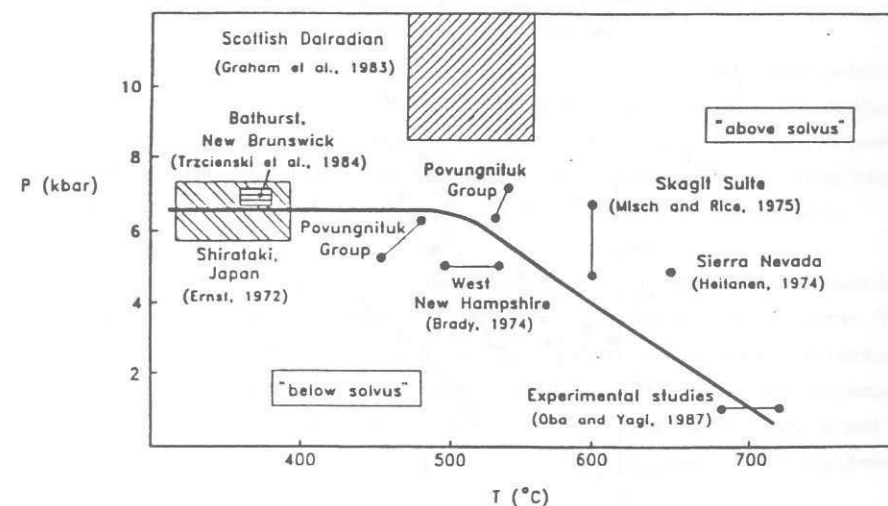 Scottish Dalradian
(Graham et al., 1983)
10
"above solvus"
Bathurst,
New Brunswick
(Trzcienski et al., 1984)
8
Povungnituk
Group
P (kbar)
Skagit Suite
(Misch and Rice, 1975)
6
Povungnituk
Group
Shirataki,
Japan
(Ernst, 1972)
West
New Hampshire
(Brady, 1974)
Sierra Nevada
(Heitanen, 1974)
4
"below solvus"
2
Experimental studies
(Oba and Yagi, 1987)
400
500
600
700
T (°C)